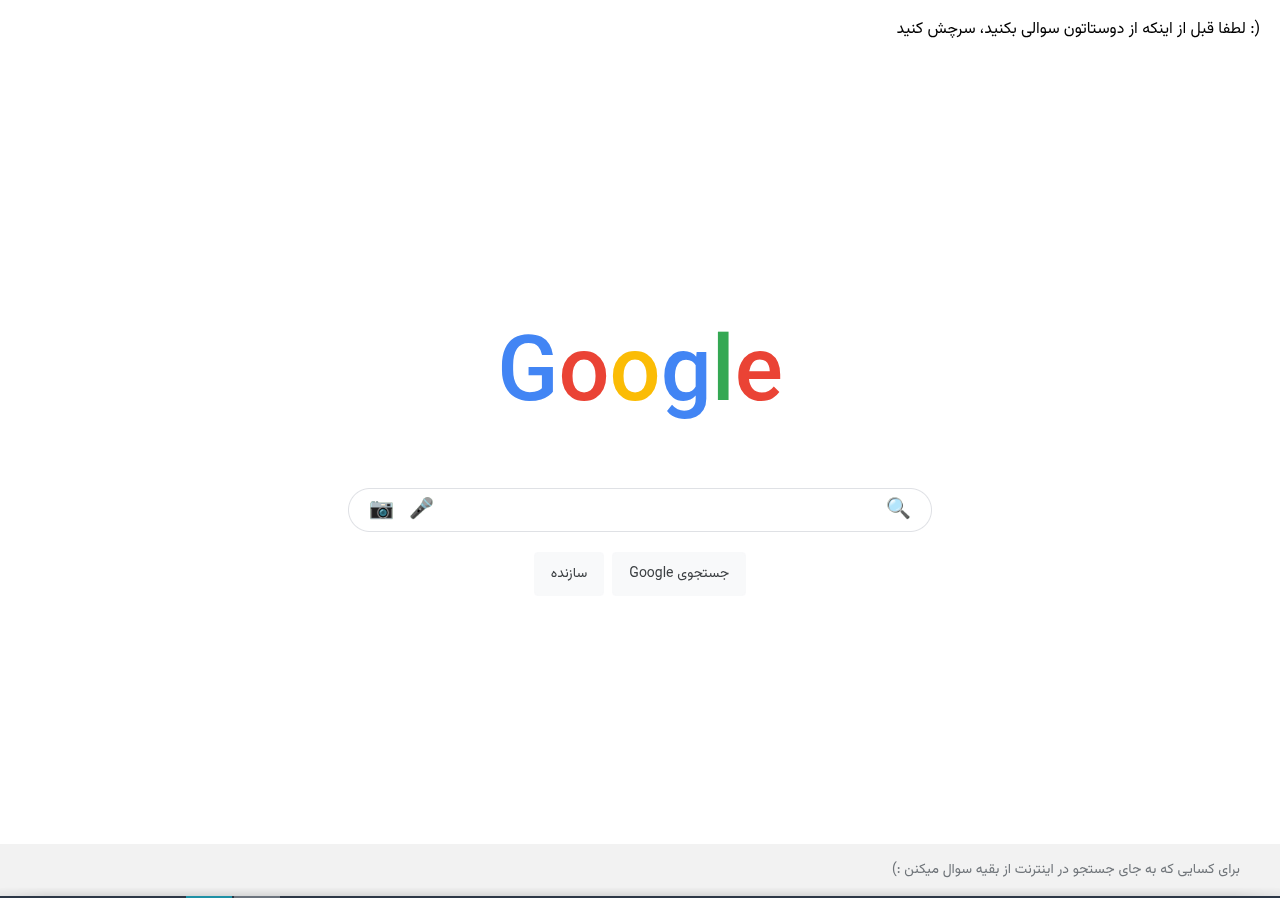 لطفا قبل از اینکه از دوستاتون سوالی بکنید، سرچش کنید :)
Google
جستجوی Google
سازنده
برای کسایی که به جای جستجو در اینترنت از بقیه سوال میکنن :)